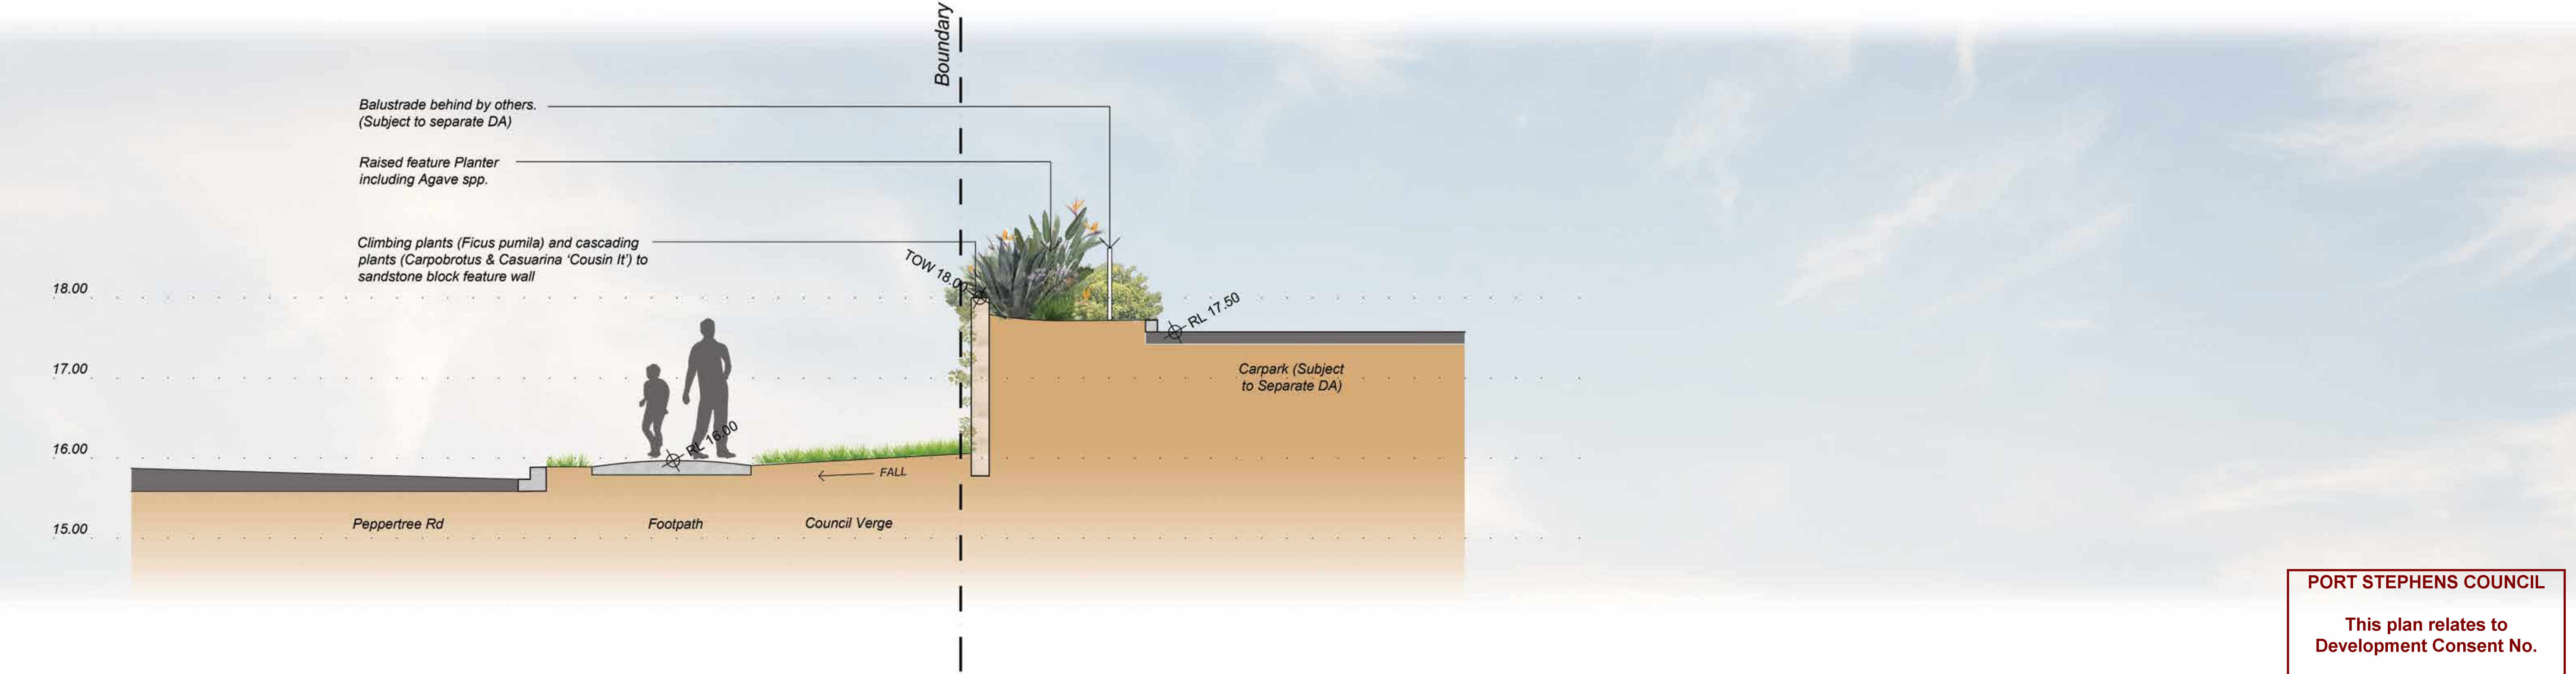 Boundary
Balustrade behind by others.
(Subject to separate DA)
Raised feature Planter
including Agave spp.
Climbing plants (Ficus pumila) and cascading
plants (Carpobrotus & Casuarina 'Cousin It') to
sandstone block feature wall
TOW 18.00
18.00
RL 17.50
17.00
Carpark (Subject
to Separate DA)
16.00
RL 16.00
FALL
15.00
Peppertree Rd
Footpath
Council Verge
PORT STEPHENS COUNCIL
This plan relates to
Development Consent No.